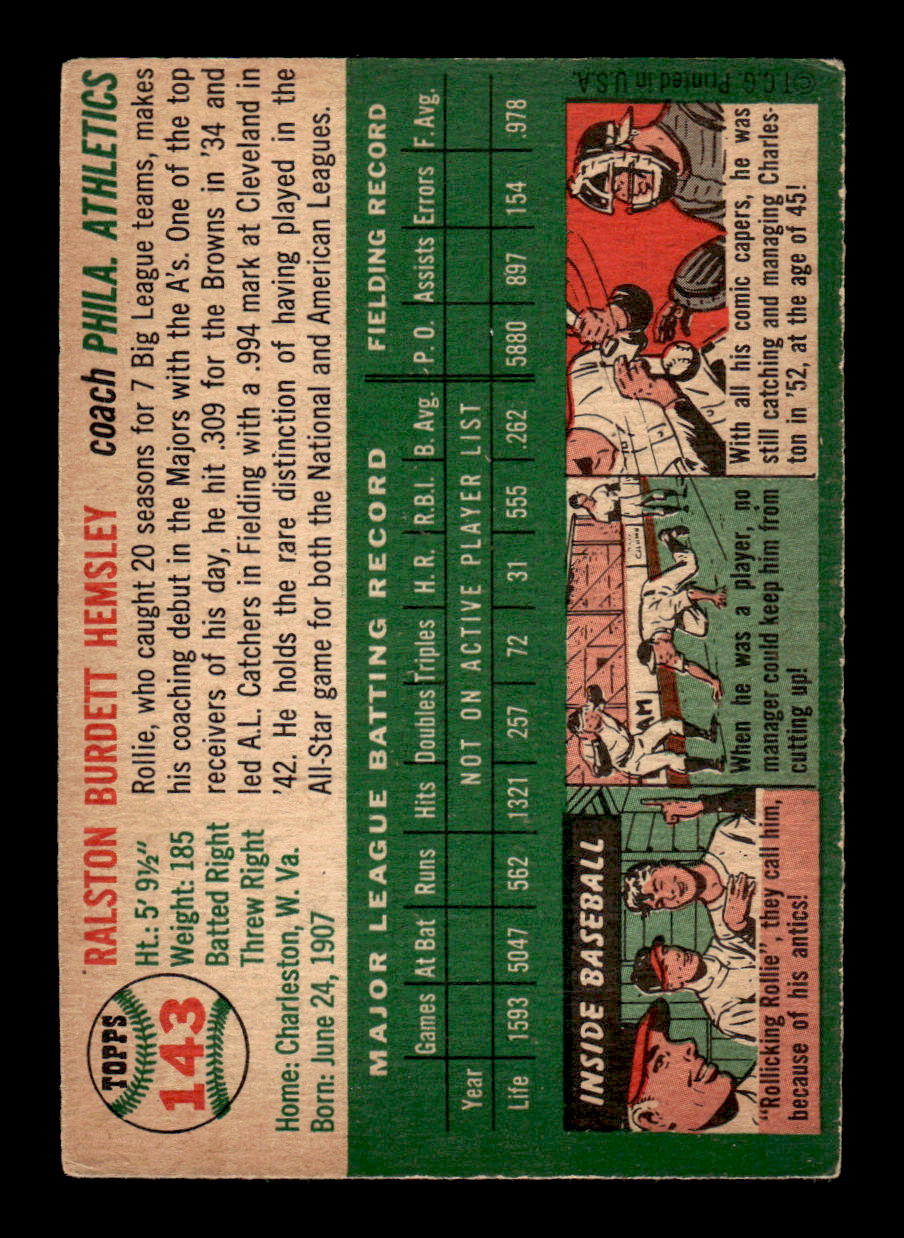 TOPPS
143
RALSTON BURDETT HEMSLEY coach PHILA. ATHLETICS
Ht.: 5' 9½"
Weight: 185
Batted Right
Threw Right
Home: Charleston, W. Va.
Born: June 24, 1907
Rollie, who caught 20 seasons for 7 Big League teams, makes
his coaching debut in the Majors with the A's. One of the top
receivers of his day, he hit .309 for the Browns in '34 and
led A.L. Catchers in Fielding with a .994 mark at Cleveland in
'42. He holds the rare distinction of having played in the
All-Star game for both the National and American Leagues.
MAJOR LEAGUE BATTING RECORD FIELDING RECORD
Games At Bat Runs Hits Doubles Triples H. R. R.B.I. B. Avg. P. O. Assists Errors F. Avg.
Year NOT ON ACTIVE PLAYER LIST
Life 1593 5047 562 1321 257 72 31 555 .262 5880 897 154 .978
INSIDE BASEBALL
"Rollicking Rollie", they call him,
because of his antics!
AM
When he was a player, no
manager could keep him from
cutting up!
With all his comic capers, he was
still catching and managing Charles-
ton in '52, at the age of 45!
©T.C.G. Printed in U.S.A.